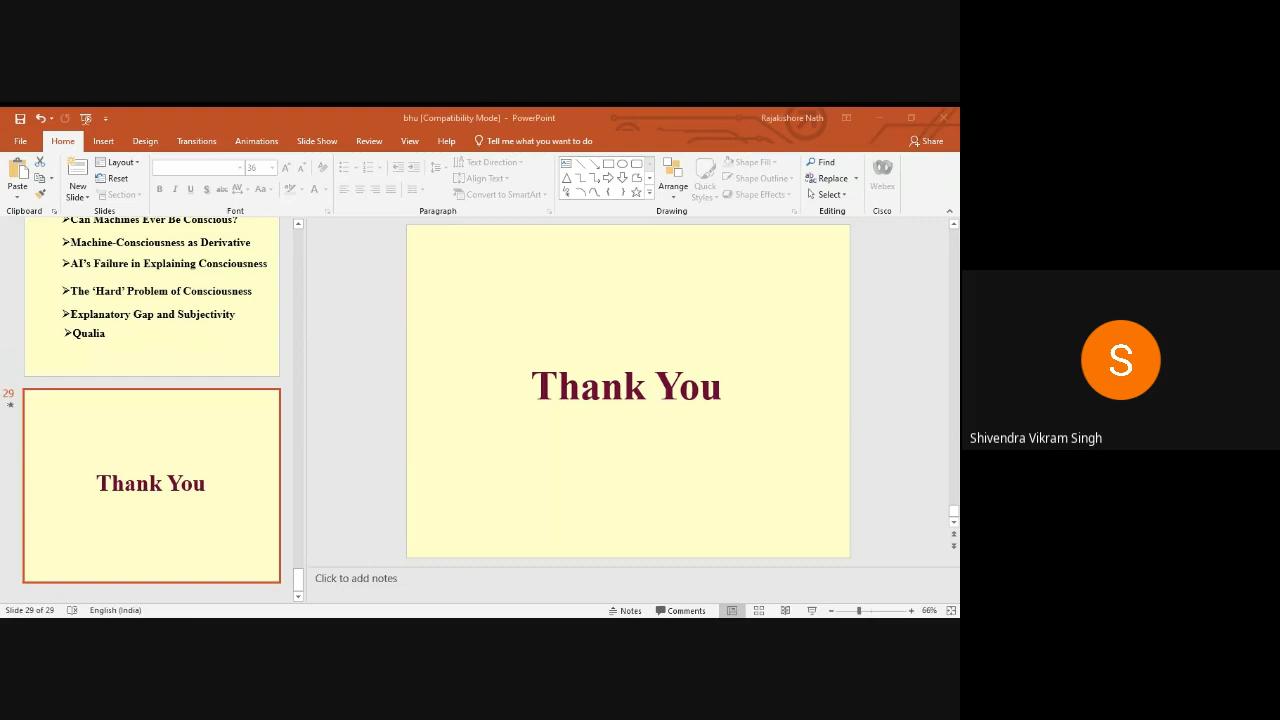 bhu [Compatibility Mode] - PowerPoint
Rajakishore Nath
File Home Insert Design Transitions Animations Slide Show Review View Help Tell me what you want to do Share
Paste
New
Slide
Layout
Reset
Section
36
B I U S abc AV Aa A
Text Direction
Align Text
Convert to SmartArt
Arrange
Quick
Styles
Shape Fill
Shape Outline
Shape Effects
Find
Replace
Select
Webex
Clipboard Slides Font Paragraph Drawing Editing Cisco
➢Can Machines Ever Be Conscious?
➢Machine-Consciousness as Derivative
➢AI's Failure in Explaining Consciousness
➢The ‘Hard’ Problem of Consciousness
➢Explanatory Gap and Subjectivity
➢Qualia
29
Thank You
Thank You
Click to add notes
Slide 29 of 29 English (India) Notes Comments 66%
S
Shivendra Vikram Singh